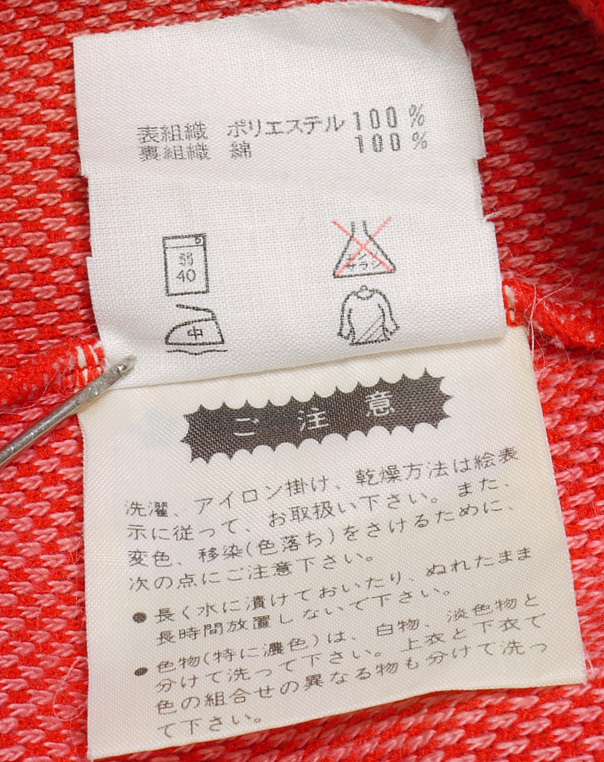 表組織 ポリエステル 100%
裏組織 綿 100%
弱
40
サラシ
中
ご注意
洗濯、アイロン掛け、乾燥方法は絵表
示に従って、お取扱い下さい。また、
変色、移染(色落ち)をさけるために、
次の点にご注意下さい。
●長く水に漬けておいたり、ぬれたまま
長時間放置しないで下さい。
●色物(特に濃色)は、白物、淡色物と
分けて洗って下さい。上衣と下衣で
色の組合せの異なる物も分けて洗っ
て下さい。